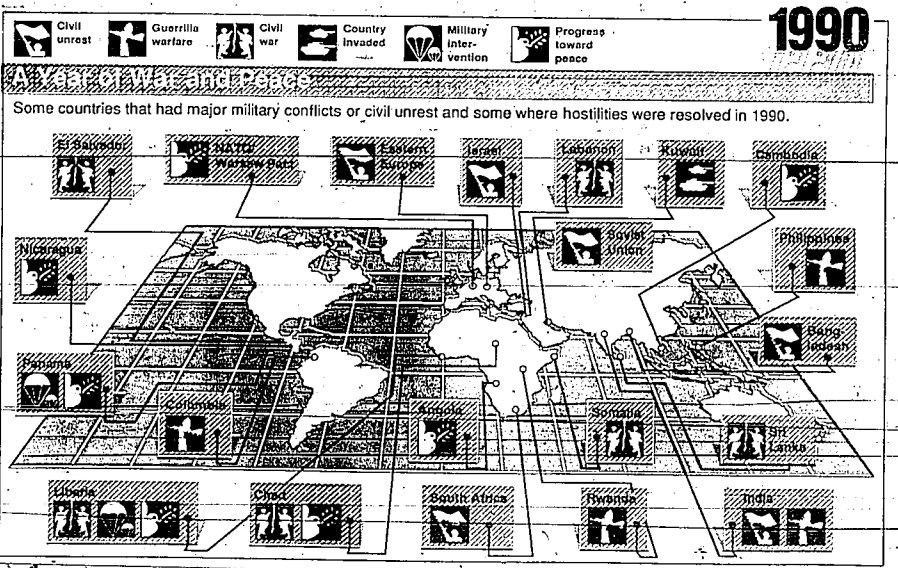 Civil
unrest
Guerrilla
warfare
Civil
war
Country
invaded
Military
inter-
vention
Progress
toward
peace
1990
A Year of War and Peace
Some countries that had major military conflicts or civil unrest and some where hostilities were resolved in 1990.
El Salvador
NATO/
Warsaw Pact
Eastern
Europe
Israel
Lebanon
Kuwait
Cambodia
Nicaragua
Soviet
Union
Philippines
Bang-
ladesh
Panama
Colombia
Angola
Somalia
Sri
Lanka
Liberia
Chad
South Africa
Rwanda
India